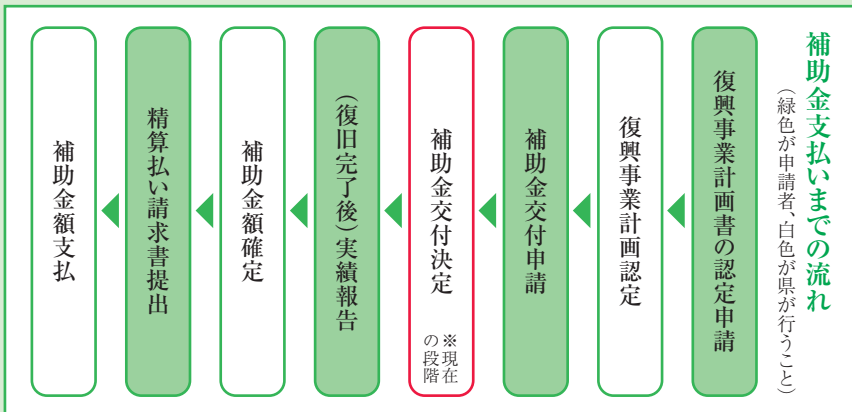 補助金支払いまでの流れ
（緑色が申請者、白色が県が行うこと）
復興事業計画書の認定申請
復興事業計画認定
補助金交付申請
補助金交付決定
※現在
の段階
（復旧完了後）実績報告
補助金額確定
精算払い請求書提出
補助金額支払